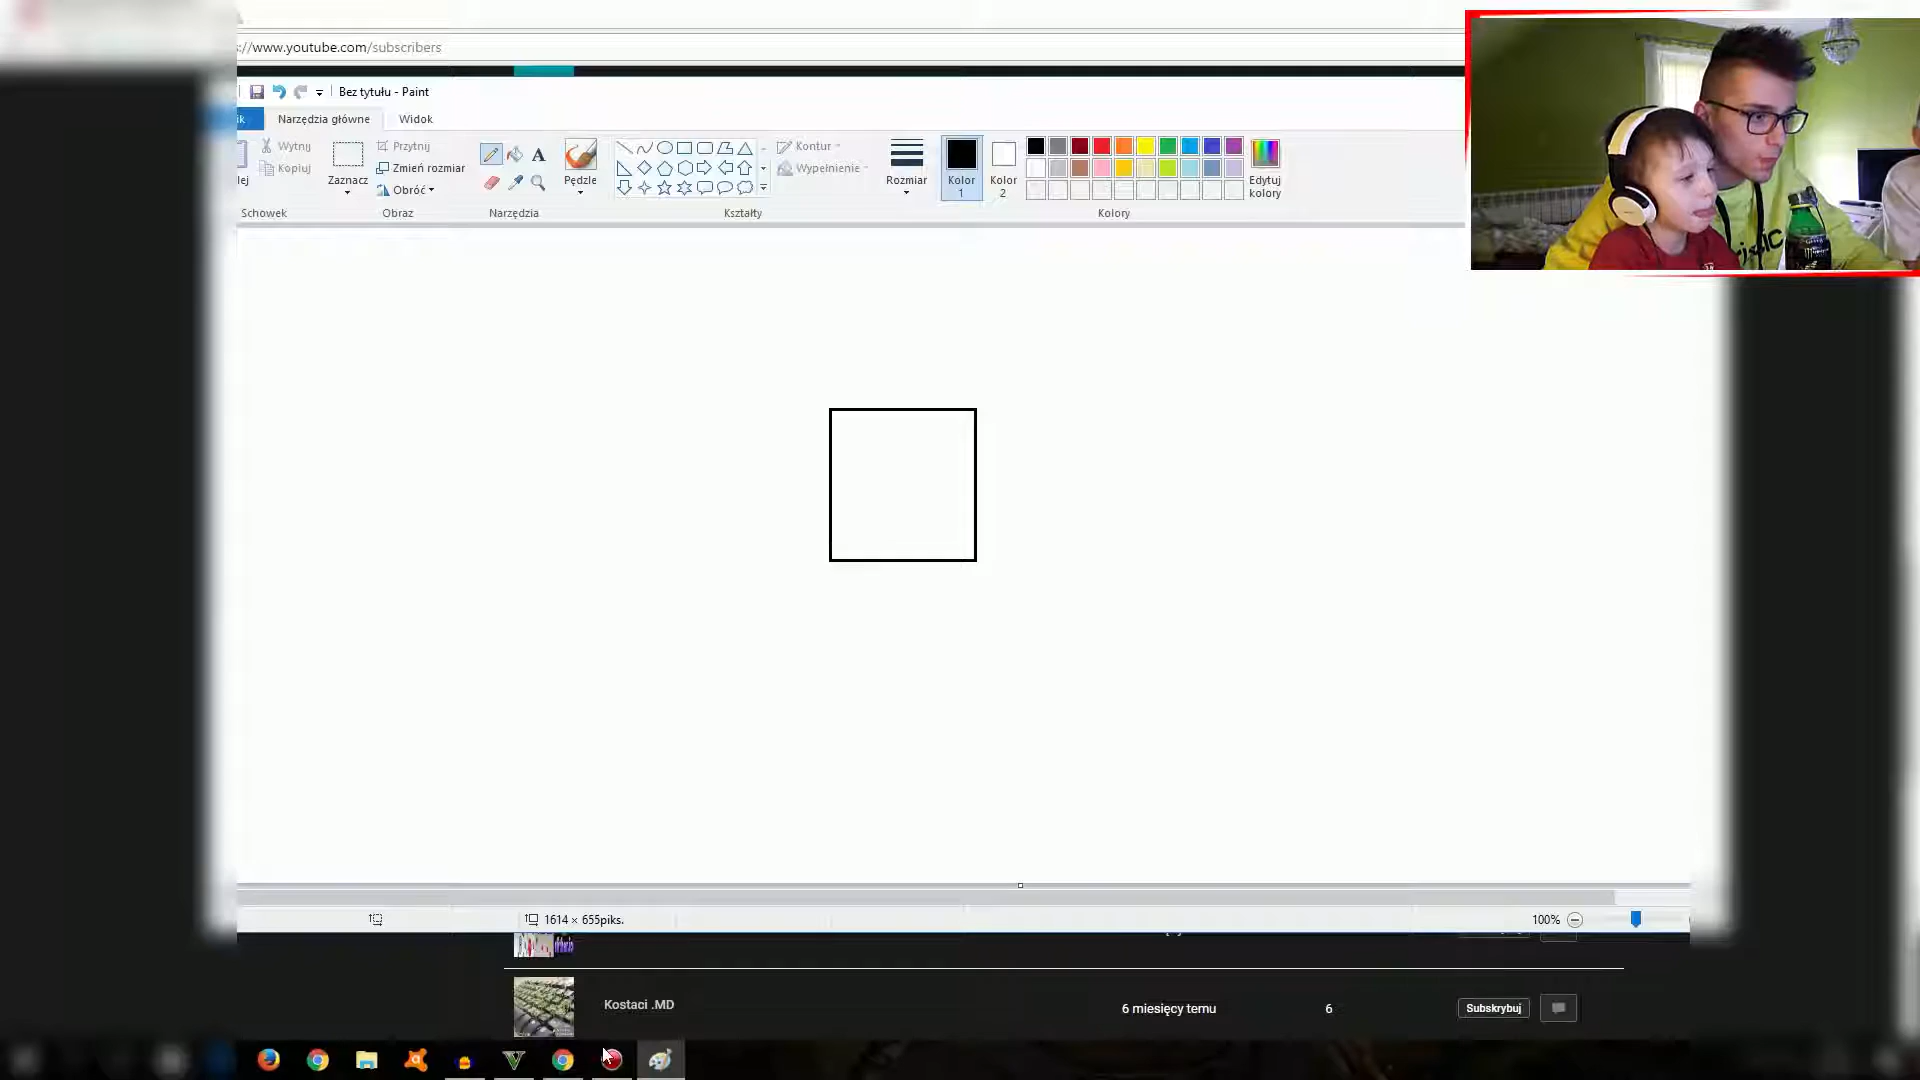 ://www.youtube.com/subscribers
Bez tytułu - Paint
ik
Narzędzia główne
Widok
lej
Wytnij
Kopiuj
Zaznacz
Przytnij
Zmień rozmiar
Obróć
A
Pędzle
Kontur
Wypełnienie
Rozmiar
Kolor
1
Kolor
2
Edytuj
kolory
Schowek
Obraz
Narzędzia
Kształty
Kolory
1614 × 655piks.
100%
Kostaci .MD
6 miesięcy temu
6
Subskrybuj